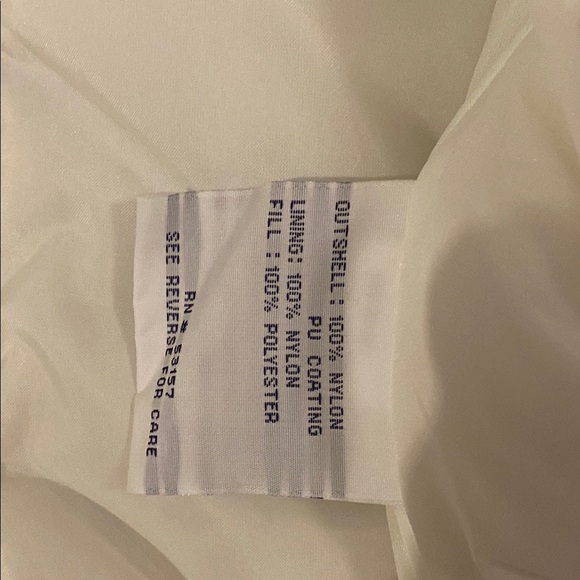 OUTSHELL : 100% NYLON
PU COATING
LINING: 100% NYLON
FILL : 100% POLYESTER
RN # 53157
SEE REVERSE FOR CARE